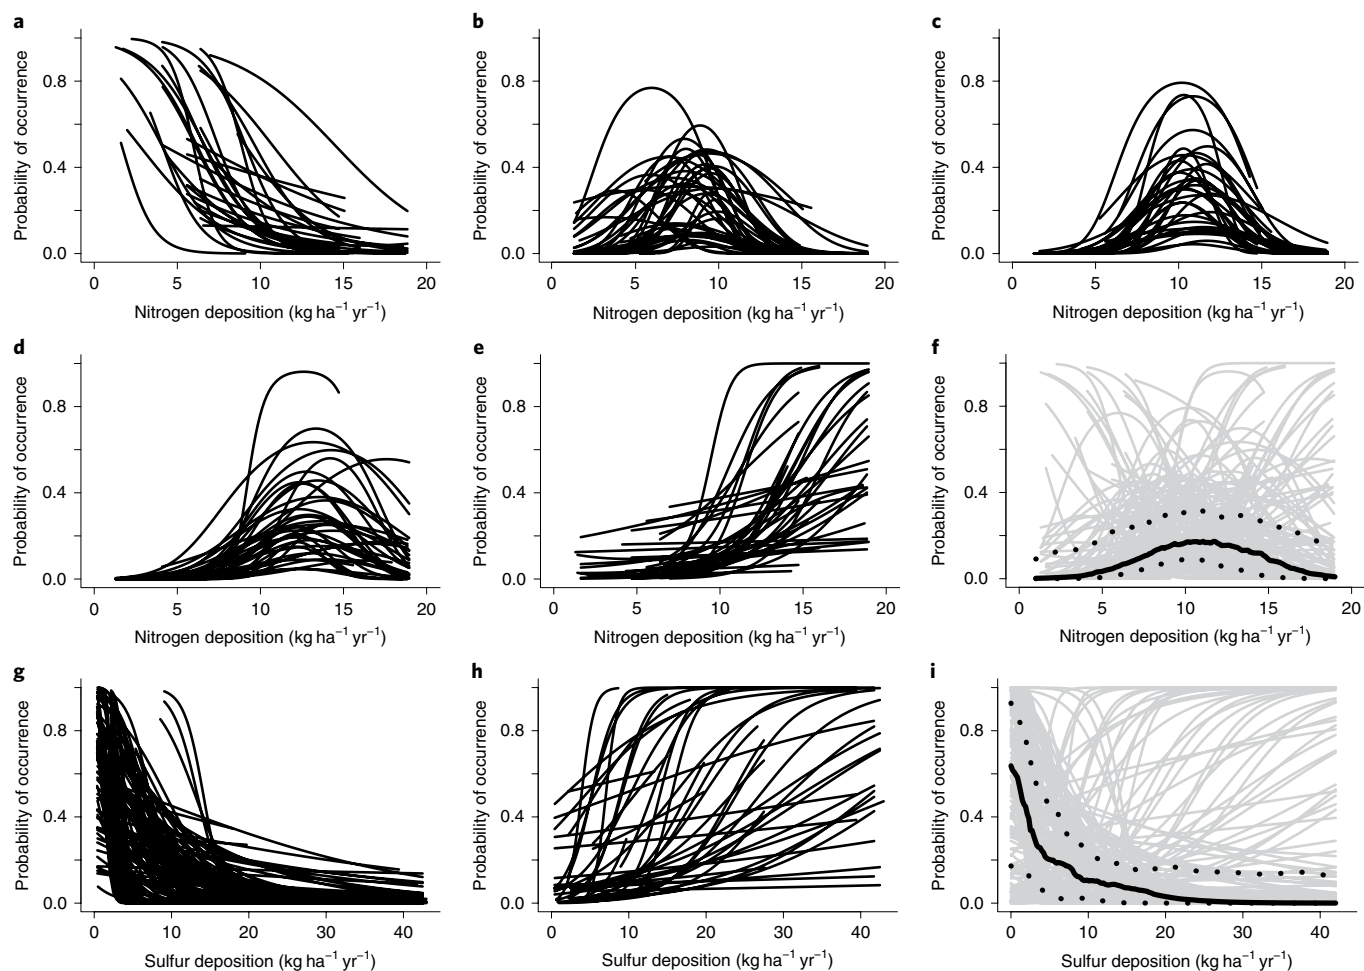 a
Probability of occurrence
0.8
0.4
0.0
0 5 10 15 20
Nitrogen deposition (kg ha⁻¹ yr⁻¹)
b
Probability of occurrence
0.8
0.4
0.0
0 5 10 15 20
Nitrogen deposition (kg ha⁻¹ yr⁻¹)
c
Probability of occurrence
0.8
0.4
0.0
0 5 10 15 20
Nitrogen deposition (kg ha⁻¹ yr⁻¹)
d
Probability of occurrence
0.8
0.4
0.0
0 5 10 15 20
Nitrogen deposition (kg ha⁻¹ yr⁻¹)
e
Probability of occurrence
0.8
0.4
0.0
0 5 10 15 20
Nitrogen deposition (kg ha⁻¹ yr⁻¹)
f
Probability of occurrence
0.8
0.4
0.0
0 5 10 15 20
Nitrogen deposition (kg ha⁻¹ yr⁻¹)
g
Probability of occurrence
0.8
0.4
0.0
0 10 20 30 40
Sulfur deposition (kg ha⁻¹ yr⁻¹)
h
Probability of occurrence
0.8
0.4
0.0
0 10 20 30 40
Sulfur deposition (kg ha⁻¹ yr⁻¹)
i
Probability of occurrence
0.8
0.4
0.0
0 10 20 30 40
Sulfur deposition (kg ha⁻¹ yr⁻¹)